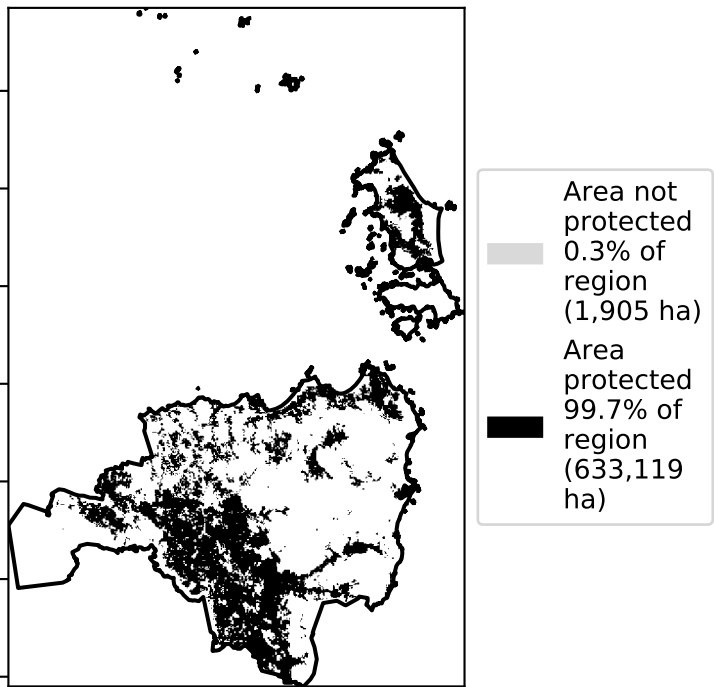 Area not
protected
0.3% of
region
(1,905 ha)
Area
protected
99.7% of
region
(633,119
ha)